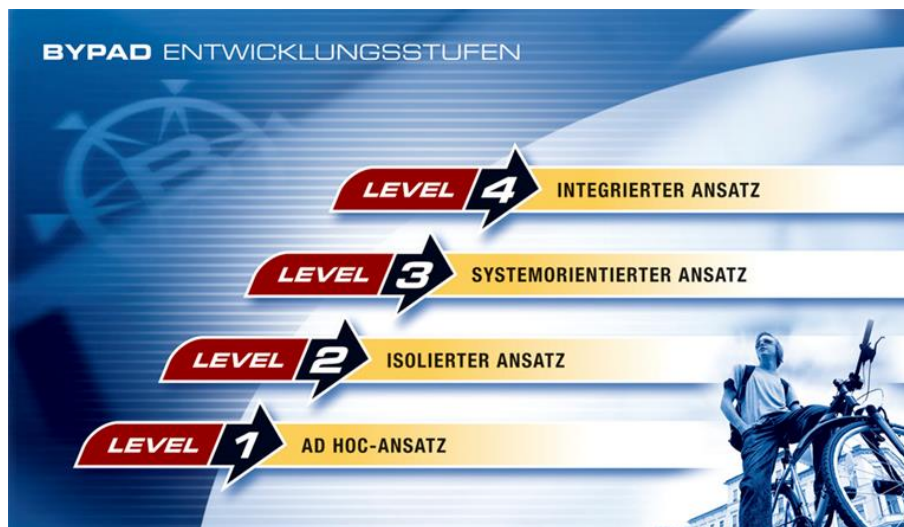 BYPAD ENTWICKLUNGSSTUFEN
LEVEL 4 INTEGRIERTER ANSATZ
LEVEL 3 SYSTEMORIENTIERTER ANSATZ
LEVEL 2 ISOLIERTER ANSATZ
LEVEL 1 AD HOC-ANSATZ